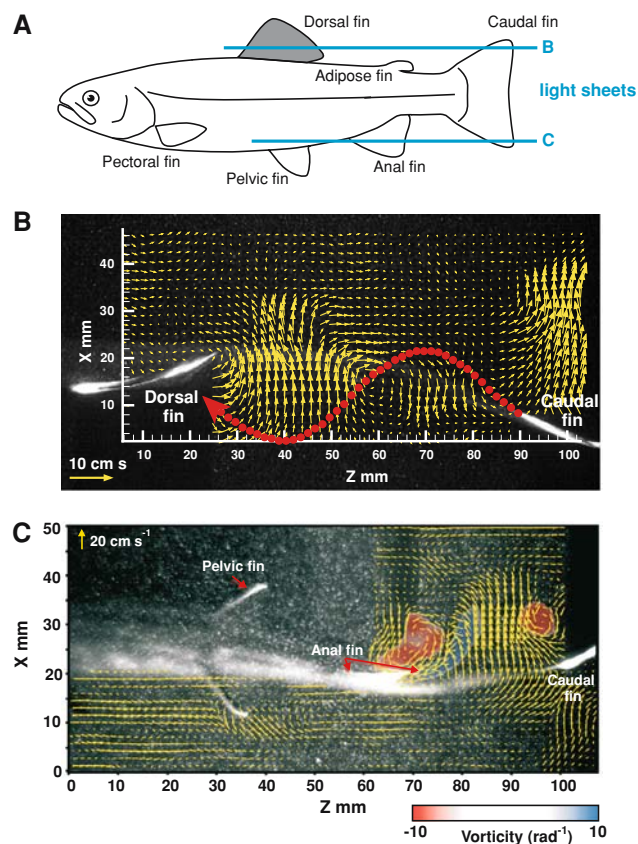 A
Dorsal fin
Caudal fin
B
Adipose fin
light sheets
C
Pectoral fin
Pelvic fin
Anal fin
B
X mm
40
30
20
10
Dorsal
fin
Caudal
fin
10 cm s
10 20 30 40 50 60 70 80 90 100
Z mm
C
50
20 cm s-1
Pelvic fin
40
30
Anal fin
X mm
20
Caudal
fin
10
0
0 10 20 30 40 50 60 70 80 90 100
Z mm
-10 10
Vorticity (rad-1)